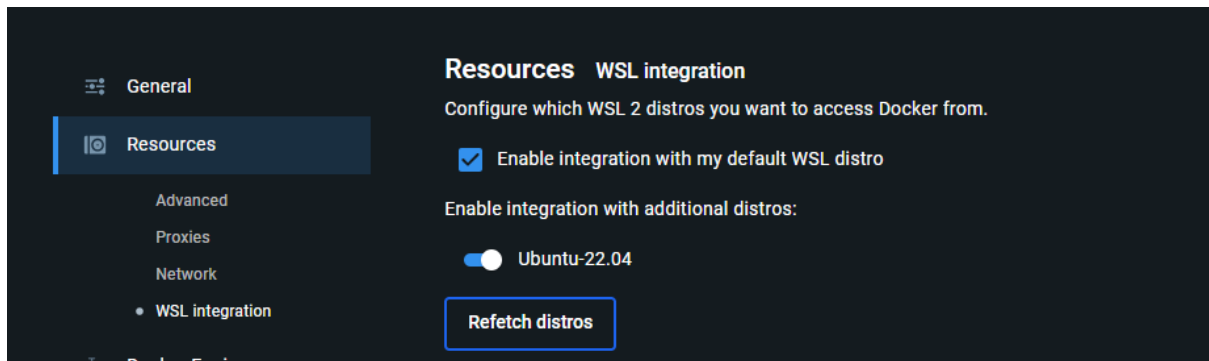 General
Resources
Advanced
Proxies
Network
WSL integration
Resources WSL integration
Configure which WSL 2 distros you want to access Docker from.
Enable integration with my default WSL distro
Enable integration with additional distros:
Ubuntu-22.04
Refetch distros